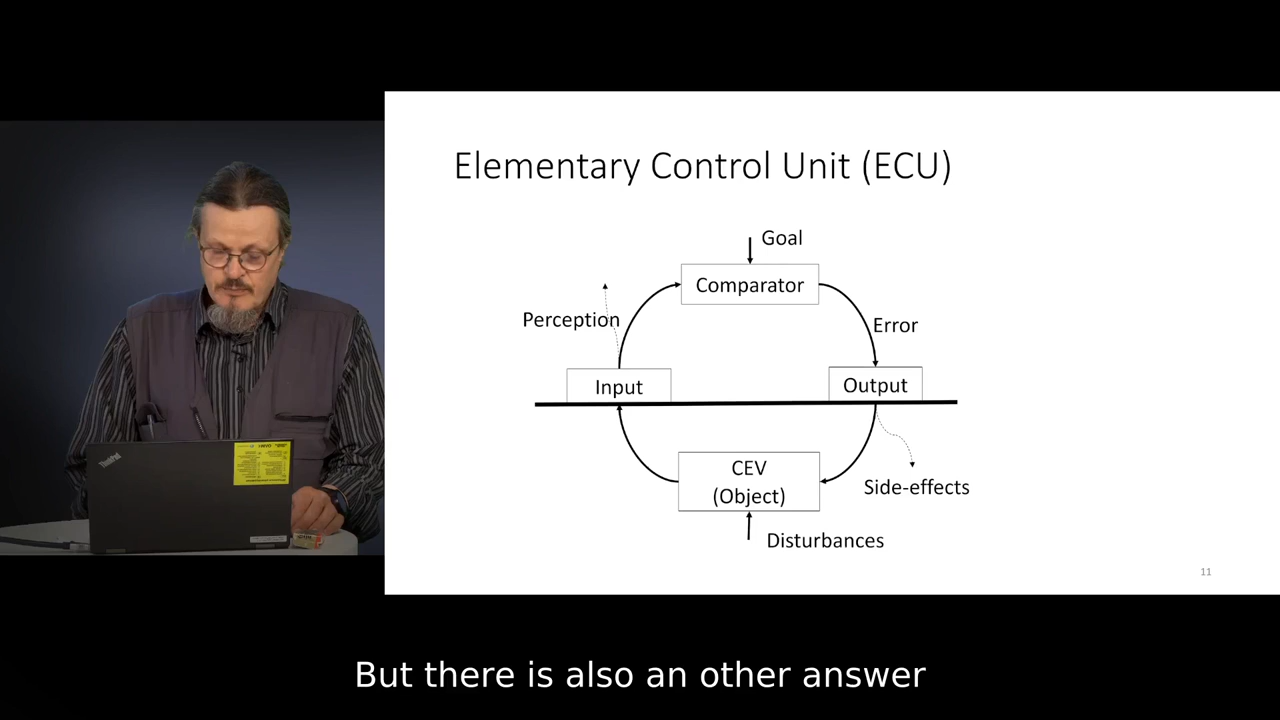 Elementary Control Unit (ECU)
Goal
Comparator
Perception
Error
Input
Output
CEV
(Object)
Side-effects
Disturbances
11
ThinkPad
But there is also an other answer